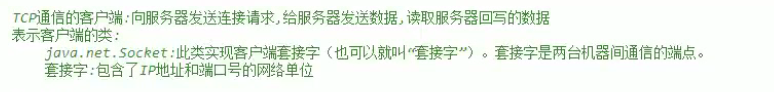 TCP通信的客户端:向服务器发送连接请求,给服务器发送数据,读取服务器回写的数据
表示客户端的类:
java.net.Socket:此类实现客户端套接字（也可以就叫“套接字”）。套接字是两台机器间通信的端点。
套接字:包含了IP地址和端口号的网络单位